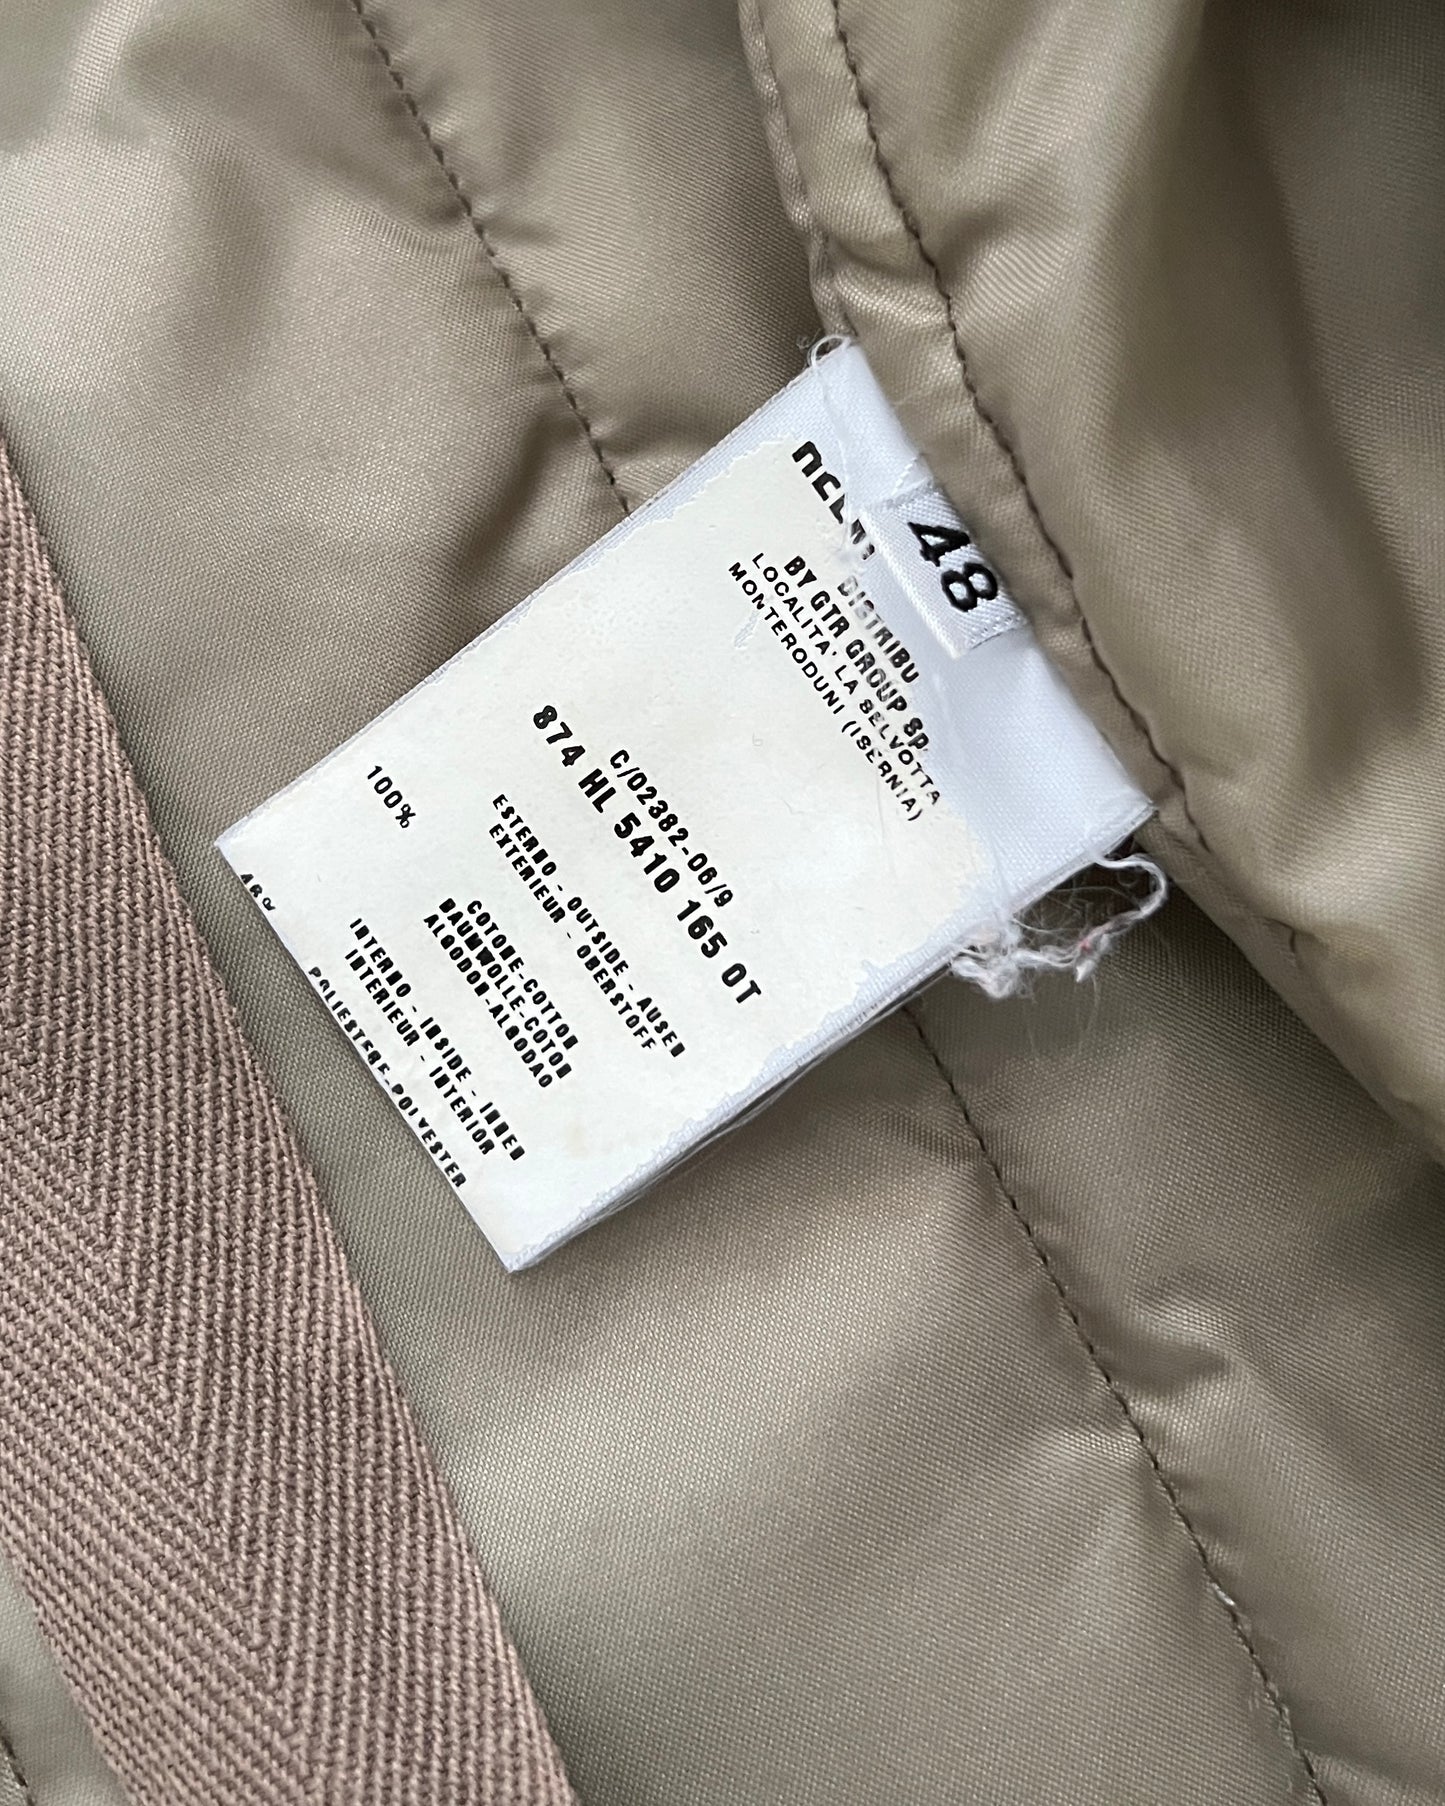 48
DISTRIBU
BY GTR GROUP Sp.
LOCALITA' LA SELVOTTA
MONTERODUNI (ISERNIA)
C/02382-06/9
874 HL 5410 165 OT
ESTERNO - OUTSIDE - AUSEN
EXTERIEUR - OBERSTOFF
100%
COTONE-COTTON
BAUMWOLLE-COTON
ALGODON-ALGODAO
INTERNO - INSIDE - INNEN
INTERIEUR - INTERIOR
POLIESTERE-POLYESTER